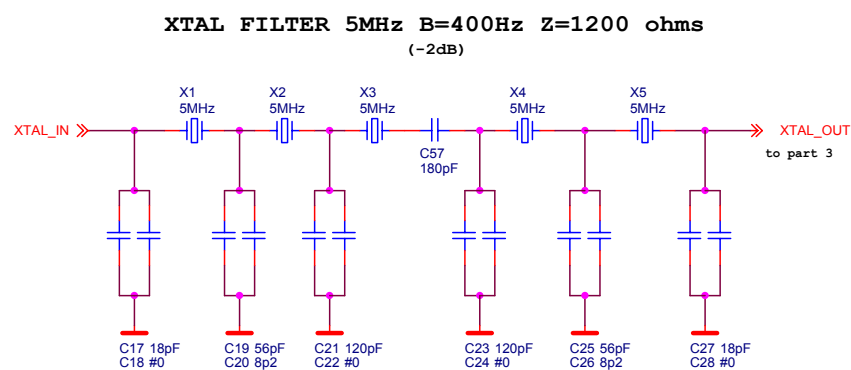 XTAL FILTER 5MHz B=400Hz Z=1200 ohms
(-2dB)
X1
5MHz
X2
5MHz
X3
5MHz
X4
5MHz
X5
5MHz
XTAL_IN
XTAL_OUT
to part 3
C57
180pF
C17 18pF
C18 #0
C19 56pF
C20 8p2
C21 120pF
C22 #0
C23 120pF
C24 #0
C25 56pF
C26 8p2
C27 18pF
C28 #0